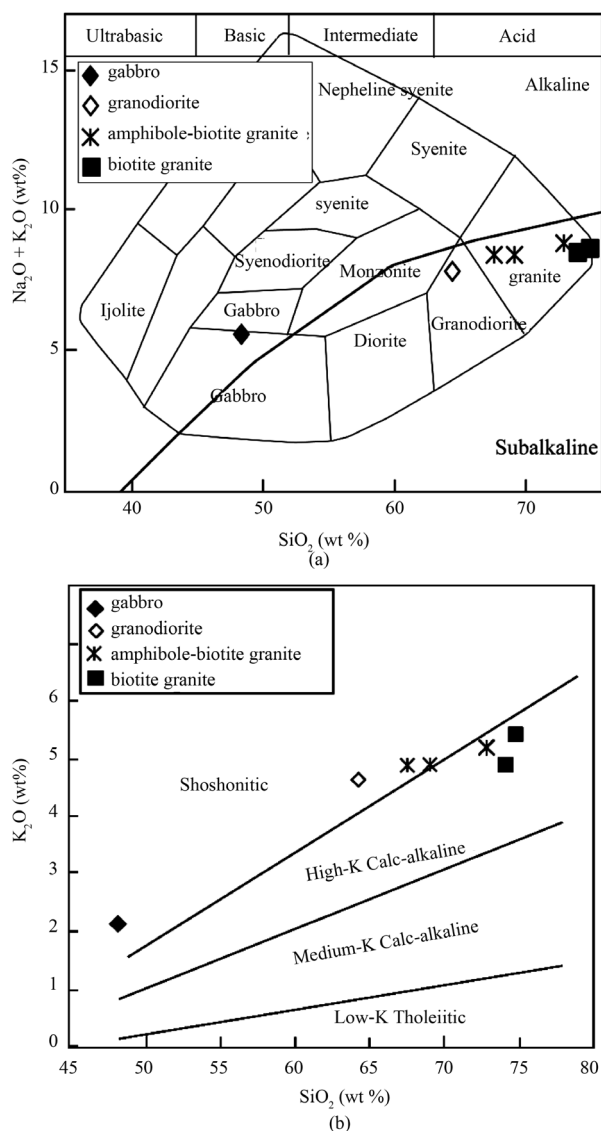 Ultrabasic Basic Intermediate Acid
15
10
5
0
Na2O + K2O (wt%)
gabbro
granodiorite
amphibole-biotite granite
biotite granite
Nepheline syenite
Alkaline
Syenite
syenite
Syenodiorite
Monzonite
granite
Ijolite
Gabbro
Diorite
Granodiorite
Gabbro
Subalkaline
40 50 60 70
SiO2 (wt %)
(a)
gabbro
granodiorite
amphibole-biotite granite
biotite granite
6
5
4
3
2
1
0
K2O (wt%)
Shoshonitic
High-K Calc-alkaline
Medium-K Calc-alkaline
Low-K Tholeiitic
45 50 55 60 65 70 75 80
SiO2 (wt %)
(b)